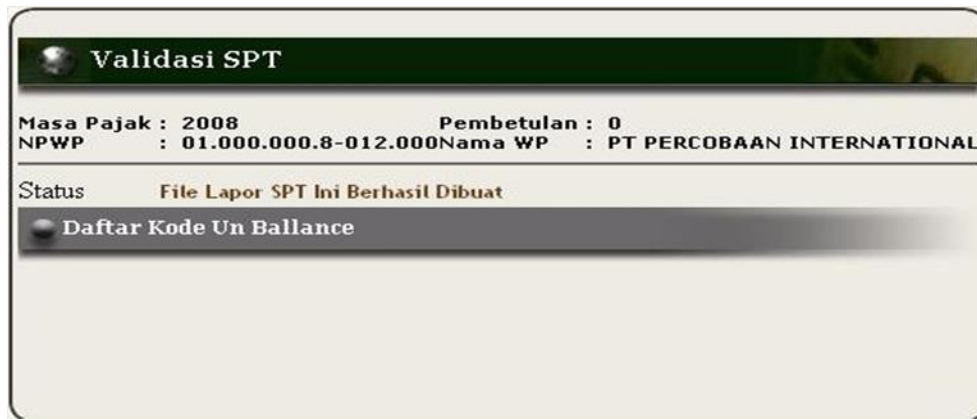 Validasi SPT
Masa Pajak : 2008 Pembetulan : 0
NPWP : 01.000.000.8-012.000Nama WP : PT PERCOBAAN INTERNATIONAL
Status File Lapor SPT Ini Berhasil Dibuat
Daftar Kode Un Ballance